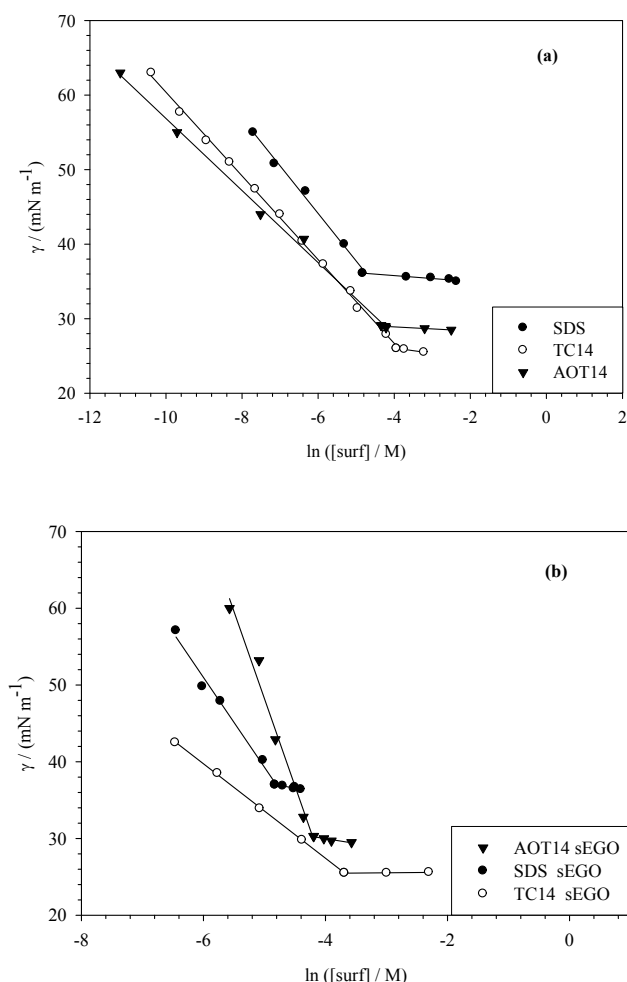 70
(a)
60
50
γ / (mN m⁻¹)
40
30
20
SDS
TC14
AOT14
-12 -10 -8 -6 -4 -2 0 2
ln ([surf] / M)
70
(b)
60
50
γ / (mN m⁻¹)
40
30
20
AOT14 sEGO
SDS sEGO
TC14 sEGO
-8 -6 -4 -2 0
ln ([surf] / M)